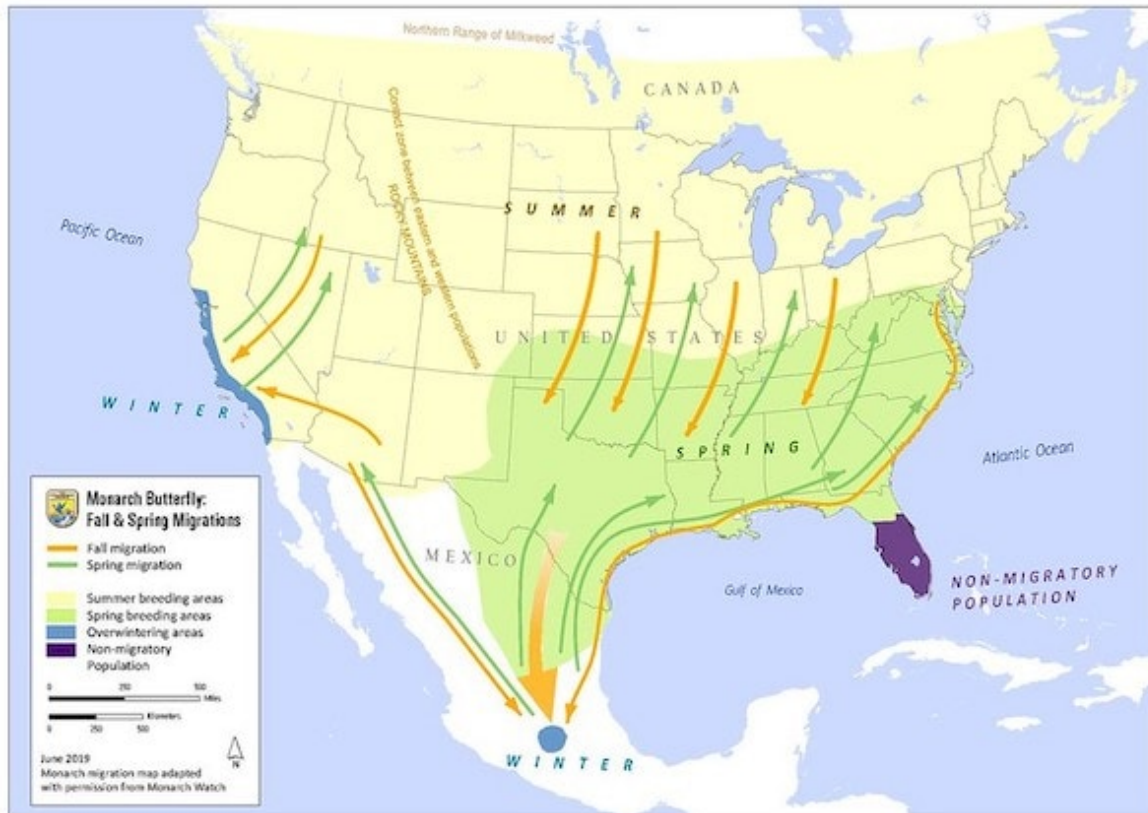 Northern Range of Milkweed
CANADA
Contact zone between eastern and western populations
ROCKY MOUNTAINS
SUMMER
Pacific Ocean
UNITED STATES
WINTER
SPRING
Atlantic Ocean
MEXICO
Gulf of Mexico
NON-MIGRATORY
POPULATION
WINTER
Monarch Butterfly:
Fall & Spring Migrations
Fall migration
Spring migration
Summer breeding areas
Spring breeding areas
Overwintering areas
Non-migratory
Population
0 250 500
Miles
Kilometers
0 250 500
N
June 2019
Monarch migration map adapted
with permission from Monarch Watch